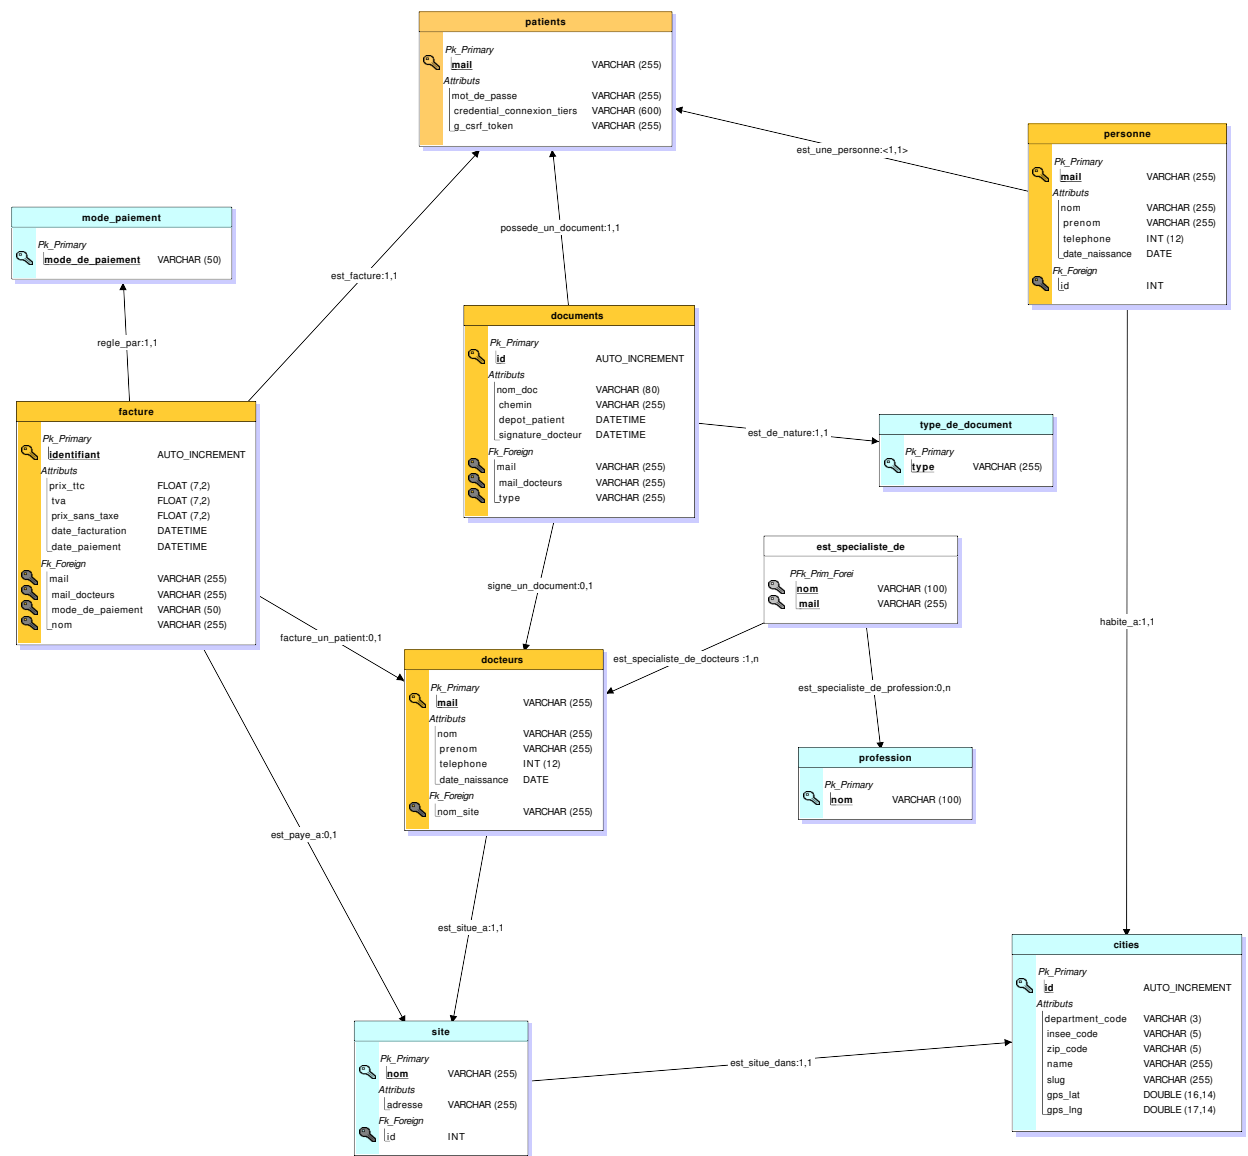 patients
Pk_Primary
mail VARCHAR (255)
Attributs
mot_de_passe VARCHAR (255)
credential_connexion_tiers VARCHAR (600)
g_csrf_token VARCHAR (255)
est_une_personne:<1,1>
personne
Pk_Primary
mail VARCHAR (255)
Attributs
nom VARCHAR (255)
prenom VARCHAR (255)
telephone INT (12)
date_naissance DATE
Fk_Foreign
id INT
mode_paiement
Pk_Primary
mode_de_paiement VARCHAR (50)
possede_un_document:1,1
est_facture:1,1
regle_par:1,1
documents
Pk_Primary
id AUTO_INCREMENT
Attributs
nom_doc VARCHAR (80)
chemin VARCHAR (255)
depot_patient DATETIME
signature_docteur DATETIME
Fk_Foreign
mail VARCHAR (255)
mail_docteurs VARCHAR (255)
type VARCHAR (255)
est_de_nature:1,1
type_de_document
Pk_Primary
type VARCHAR (255)
facture
Pk_Primary
identifiant AUTO_INCREMENT
Attributs
prix_ttc FLOAT (7,2)
tva FLOAT (7,2)
prix_sans_taxe FLOAT (7,2)
date_facturation DATETIME
date_paiement DATETIME
Fk_Foreign
mail VARCHAR (255)
mail_docteurs VARCHAR (255)
mode_de_paiement VARCHAR (50)
nom VARCHAR (255)
est_specialiste_de
PFk_Prim_Forei
nom VARCHAR (100)
mail VARCHAR (255)
signe_un_document:0,1
facture_un_patient:0,1
habite_a:1,1
est_specialiste_de_docteurs :1,n
est_specialiste_de_profession:0,n
docteurs
Pk_Primary
mail VARCHAR (255)
Attributs
nom VARCHAR (255)
prenom VARCHAR (255)
telephone INT (12)
date_naissance DATE
Fk_Foreign
nom_site VARCHAR (255)
profession
Pk_Primary
nom VARCHAR (100)
est_paye_a:0,1
est_situe_a:1,1
cities
Pk_Primary
id AUTO_INCREMENT
Attributs
department_code VARCHAR (3)
insee_code VARCHAR (5)
zip_code VARCHAR (5)
name VARCHAR (255)
slug VARCHAR (255)
gps_lat DOUBLE (16,14)
gps_lng DOUBLE (17,14)
site
Pk_Primary
nom VARCHAR (255)
Attributs
adresse VARCHAR (255)
Fk_Foreign
id INT
est_situe_dans:1,1